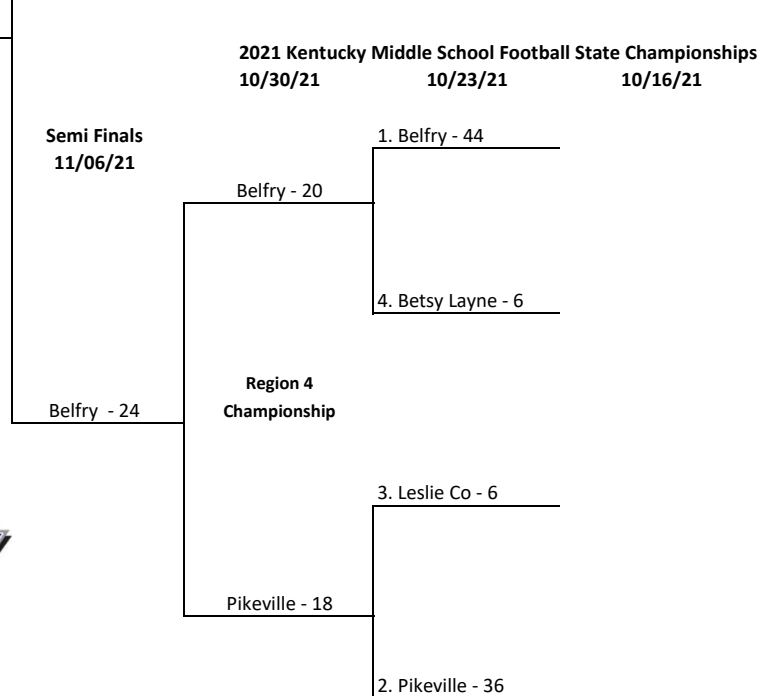 2021 Kentucky Middle School Football State Championships
10/30/21 10/23/21 10/16/21
Semi Finals
11/06/21
1. Belfry - 44
Belfry - 20
4. Betsy Layne - 6
Region 4
Championship
Belfry - 24
3. Leslie Co - 6
Pikeville - 18
2. Pikeville - 36